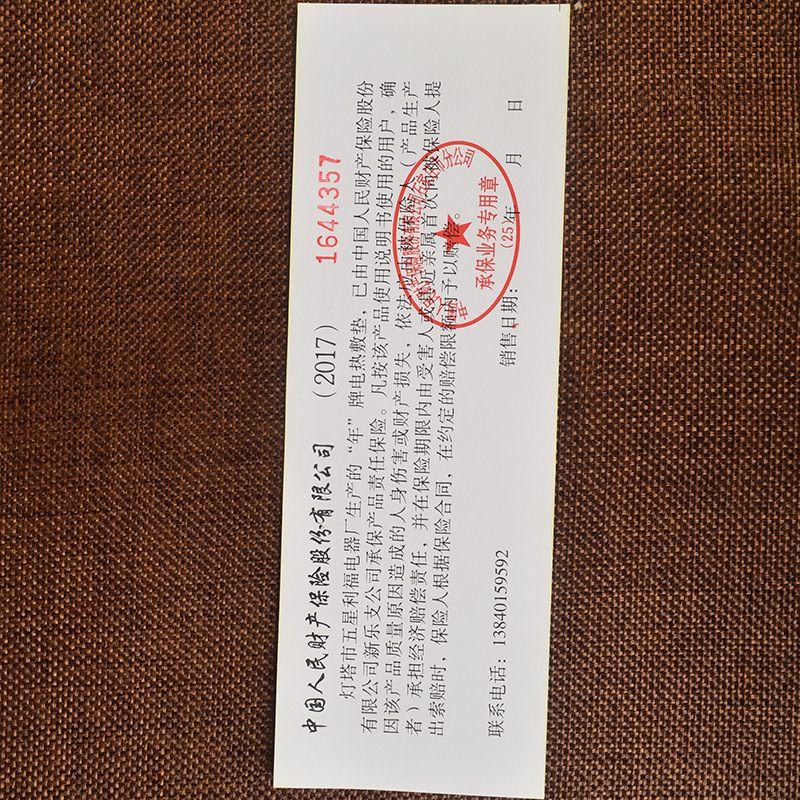 中国人民财产保险股份有限公司 (2017) 1644357
灯塔市五星利福电器厂生产的“年”牌电热敷垫，已由中国人民财产保险股份
有限公司新乐支公司承保产品责任保险。凡按该产品使用说明书使用的用户，确
因该产品质量原因造成的人身伤害或财产损失，依法应由被保险人（产品生产
者）承担经济赔偿责任，并在保险期限内由受害人或其近亲属首次向被保险人提
出索赔时，保险人根据保险合同，在约定的赔偿限额内予以赔偿。
承保业务专用章
(25)
联系电话：13840159592 销售日期： 年 月 日